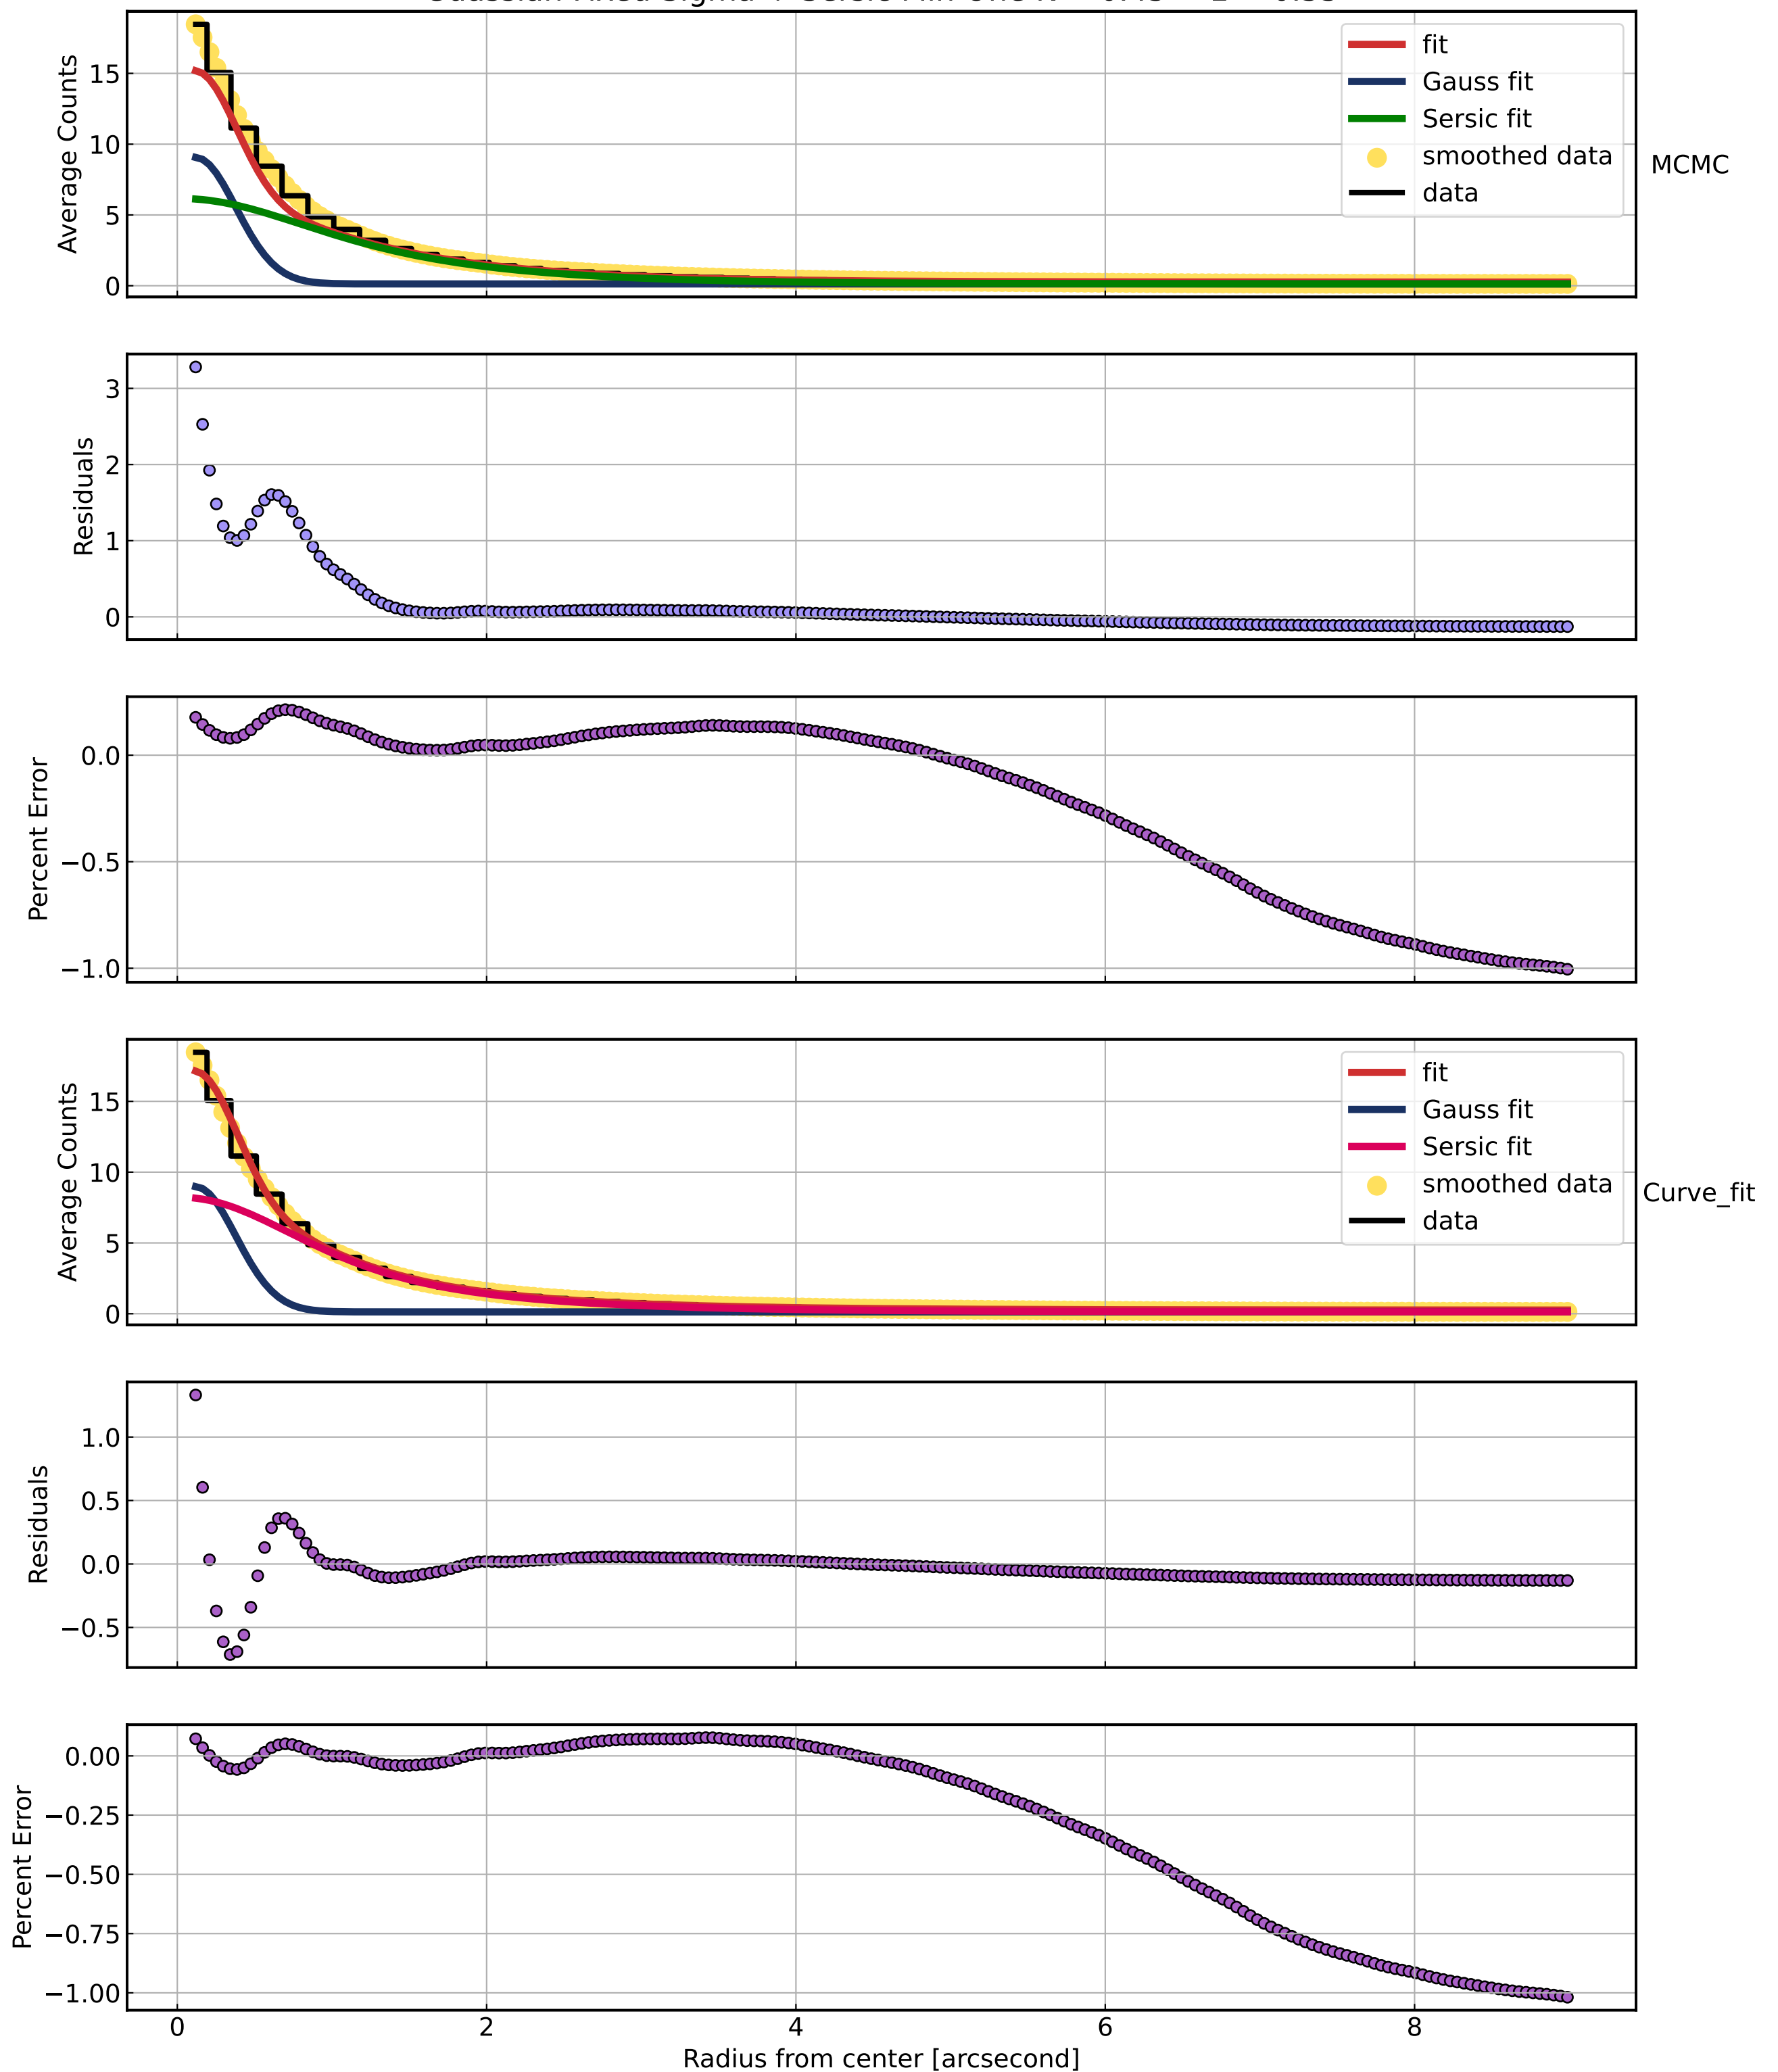 Average Counts
15
10
5
0
fit
Gauss fit
Sersic fit
smoothed data
data
MCMC
Residuals
3
2
1
0
Percent Error
0.0
−0.5
−1.0
Average Counts
15
10
5
0
fit
Gauss fit
Sersic fit
smoothed data
data
Curve_fit
Residuals
1.0
0.5
0.0
−0.5
Percent Error
0.00
−0.25
−0.50
−0.75
−1.00
0 2 4 6 8
Radius from center [arcsecond]